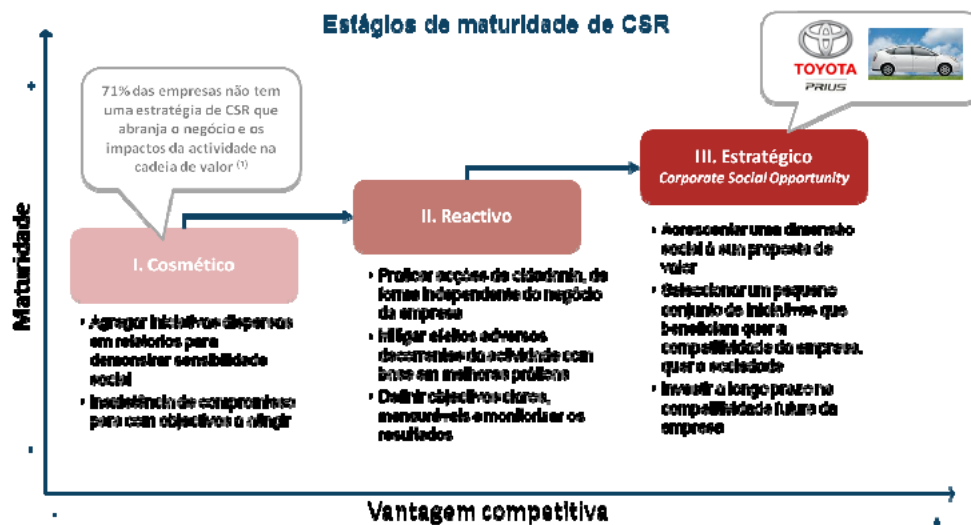 Estágios de maturidade de CSR
TOYOTA
PRIUS
71% das empresas não tem
uma estratégia de CSR que
abranja o negócio e os
impactos da actividade na
cadeia de valor (1)
+
Maturidade
-
III. Estratégico
Corporate Social Opportunity
II. Reactivo
I. Cosmético
• Acrescentar uma dimensão
social à sua proposta de
valor
• Seleccionar um pequeno
conjunto de iniciativas que
beneficiam quer a
competitividade da empresa,
quer a sociedade
• Investir a longo prazo na
competitividade futura da
empresa
• Praticar acções de cidadania, de
forma independente do negócio
da empresa
• Mitigar efeitos adversos
decorrentes da actividade com
base em melhores práticas
• Definir objectivos claros,
mensuráveis e monitorizar os
resultados
• Agregar iniciativas dispersas
em relatorios para
demonstrar sensibilidade
social
• Inexistência de compromisso
para com objectivos a atingir
-
Vantagem competitiva
+